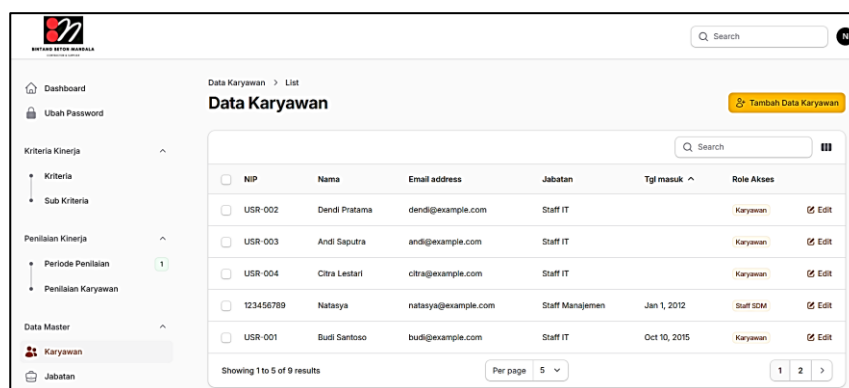 BINTANG BETON MANDALA
Search
N
Dashboard
Ubah Password
Kriteria Kinerja
Kriteria
Sub Kriteria
Penilaian Kinerja
Periode Penilaian 1
Penilaian Karyawan
Data Master
Karyawan
Jabatan
Data Karyawan > List
Data Karyawan
Tambah Data Karyawan
Search
NIP Nama Email address Jabatan Tgl masuk Role Akses
USR-002 Dendi Pratama dendi@example.com Staff IT Karyawan Edit
USR-003 Andi Saputra andi@example.com Staff IT Karyawan Edit
USR-004 Citra Lestari citra@example.com Staff IT Karyawan Edit
123456789 Natasya natasya@example.com Staff Manajemen Jan 1, 2012 Staff SDM Edit
USR-001 Budi Santoso budi@example.com Staff IT Oct 10, 2015 Karyawan Edit
Showing 1 to 5 of 9 results
Per page 5
1 2 >